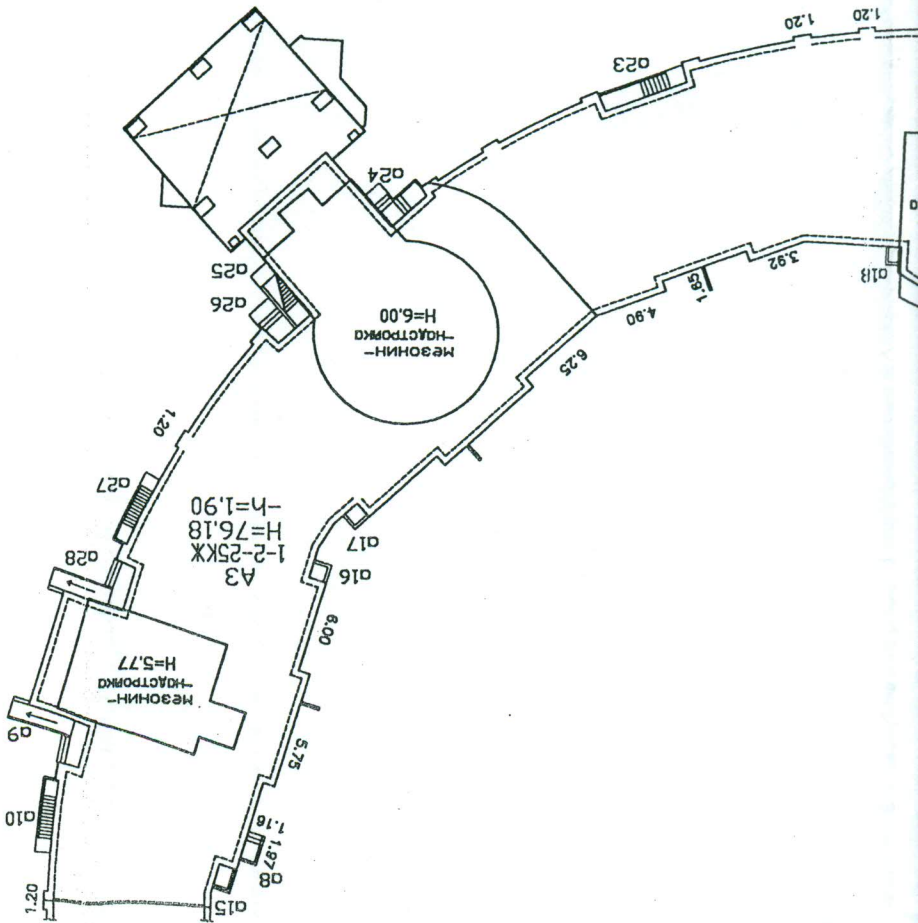 1.20
1.20
а23
а24
а25
а26
мезонин-
-надстройка
H=6.00
3.92
а18
1.85
4.90
6.25
1.20
а27
А3
1-2-25КЖ
H=76.18
-h=1.90
а17
а16
а28
6.00
мезонин-
-надстройка
H=5.77
а9
5.75
а10
1.16
1.97
а8
а15
1.20